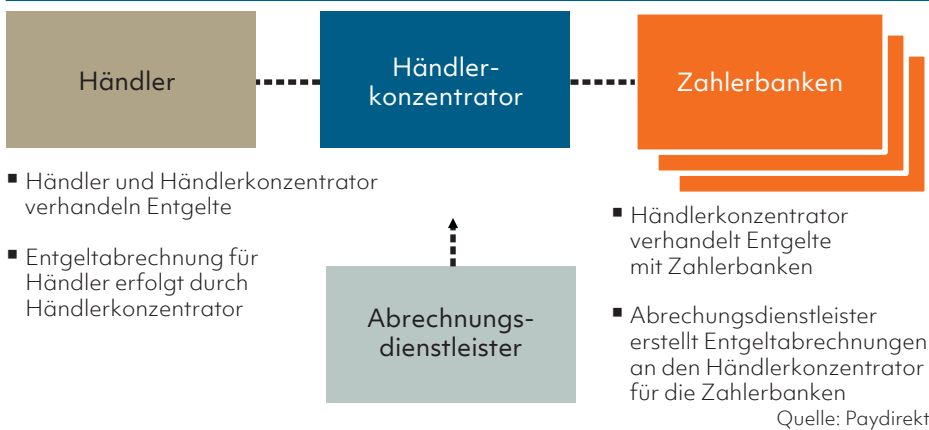 Händler
Händler-
konzentrator
Zahlerbanken
▪ Händler und Händlerkonzentrator
verhandeln Entgelte
▪ Entgeltabrechnung für
Händler erfolgt durch
Händlerkonzentrator
Abrechnungs-
dienstleister
▪ Händlerkonzentrator
verhandelt Entgelte
mit Zahlerbanken
▪ Abrechungsdienstleister
erstellt Entgeltabrechnungen
an den Händlerkonzentrator
für die Zahlerbanken
Quelle: Paydirekt